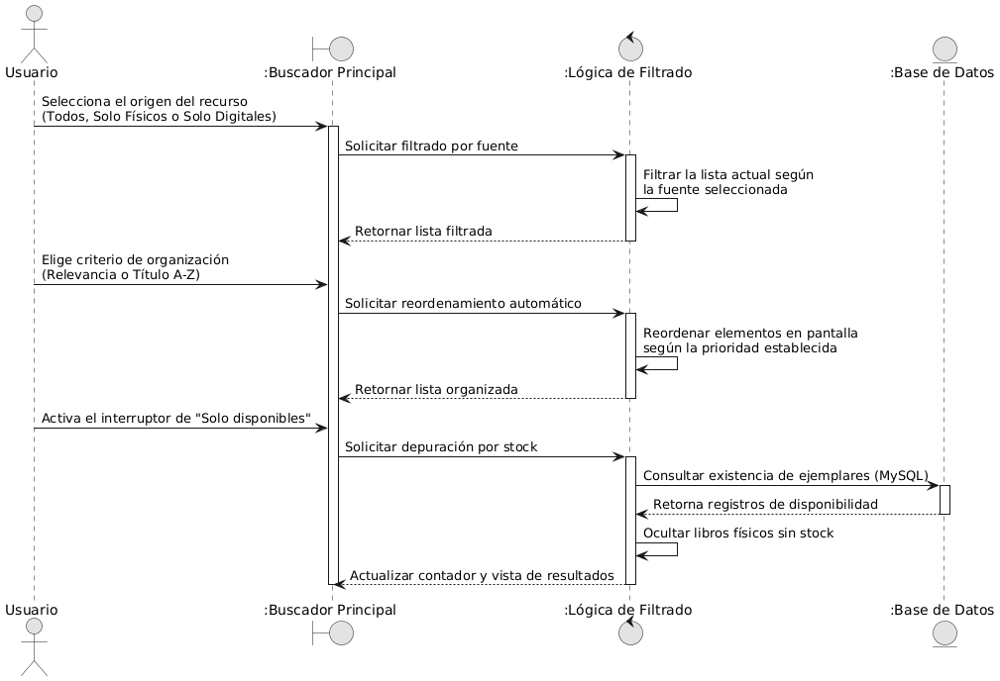 Usuario
:Buscador Principal
:Lógica de Filtrado
:Base de Datos
Selecciona el origen del recurso
(Todos, Solo Físicos o Solo Digitales)
Solicitar filtrado por fuente
Filtrar la lista actual según
la fuente seleccionada
Retornar lista filtrada
Elige criterio de organización
(Relevancia o Título A-Z)
Solicitar reordenamiento automático
Reordenar elementos en pantalla
según la prioridad establecida
Retornar lista organizada
Activa el interruptor de "Solo disponibles"
Solicitar depuración por stock
Consultar existencia de ejemplares (MySQL)
Retorna registros de disponibilidad
Ocultar libros físicos sin stock
Actualizar contador y vista de resultados
Usuario
:Buscador Principal
:Lógica de Filtrado
:Base de Datos